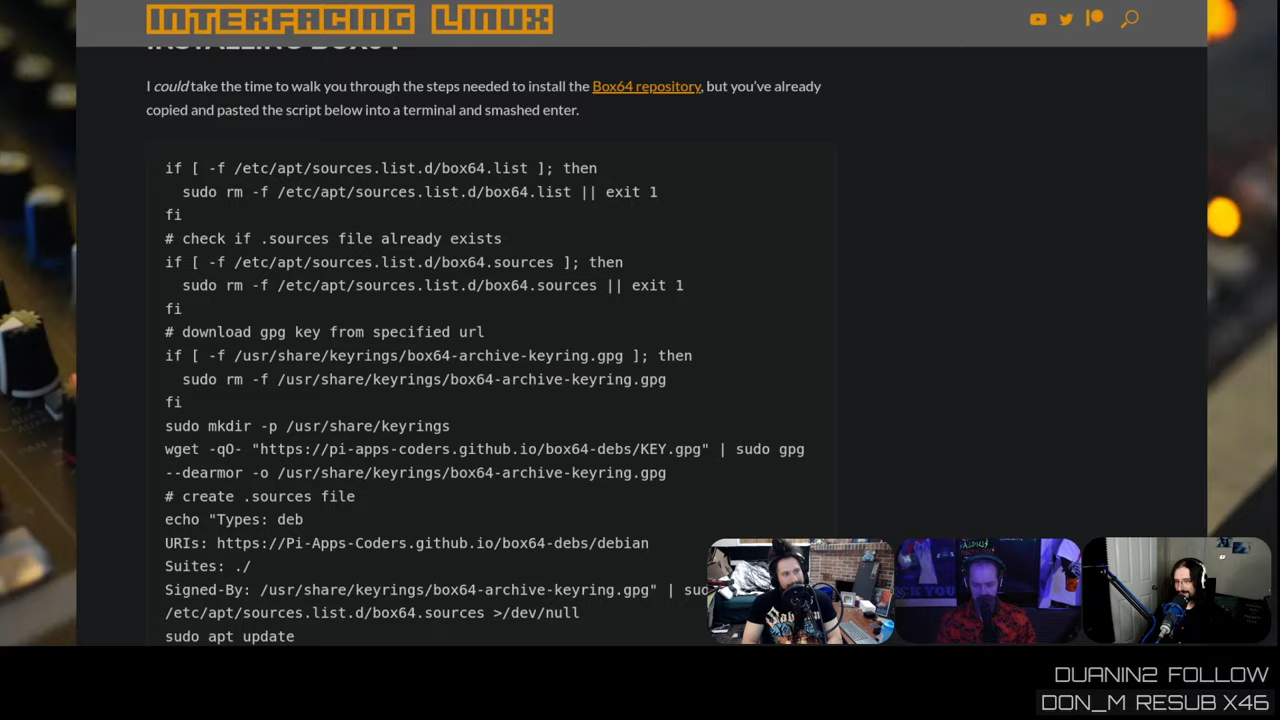 INTERFACING LINUX
INSTALLING BOX64
I could take the time to walk you through the steps needed to install the Box64 repository, but you've already
copied and pasted the script below into a terminal and smashed enter.
if [ -f /etc/apt/sources.list.d/box64.list ]; then
  sudo rm -f /etc/apt/sources.list.d/box64.list || exit 1
fi
# check if .sources file already exists
if [ -f /etc/apt/sources.list.d/box64.sources ]; then
  sudo rm -f /etc/apt/sources.list.d/box64.sources || exit 1
fi
# download gpg key from specified url
if [ -f /usr/share/keyrings/box64-archive-keyring.gpg ]; then
  sudo rm -f /usr/share/keyrings/box64-archive-keyring.gpg
fi
sudo mkdir -p /usr/share/keyrings
wget -qO- "https://pi-apps-coders.github.io/box64-debs/KEY.gpg" | sudo gpg
--dearmor -o /usr/share/keyrings/box64-archive-keyring.gpg
# create .sources file
echo "Types: deb
URIs: https://Pi-Apps-Coders.github.io/box64-debs/debian
Suites: ./
Signed-By: /usr/share/keyrings/box64-archive-keyring.gpg" | sud
/etc/apt/sources.list.d/box64.sources >/dev/null
sudo apt update
DUANIN2 FOLLOW
DON_M RESUB X46